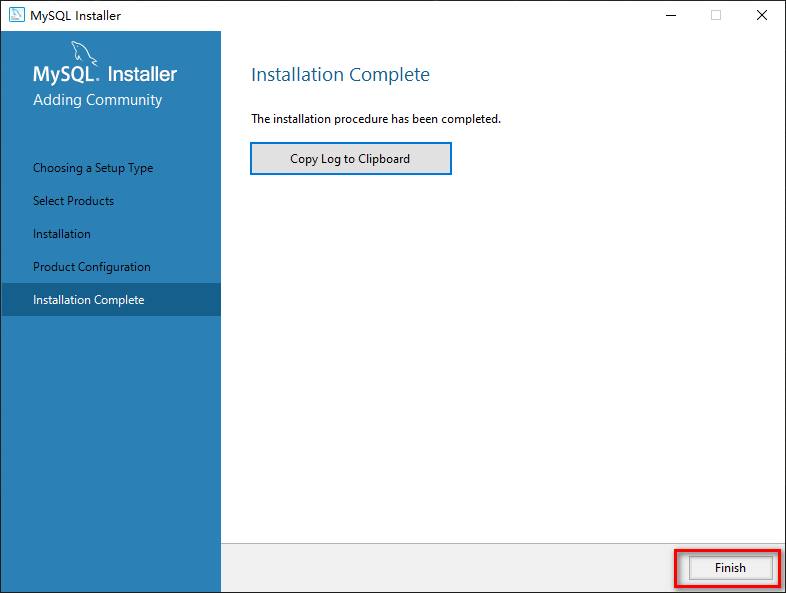 MySQL Installer
MySQL. Installer
Adding Community
Choosing a Setup Type
Select Products
Installation
Product Configuration
Installation Complete
Installation Complete
The installation procedure has been completed.
Copy Log to Clipboard
Finish